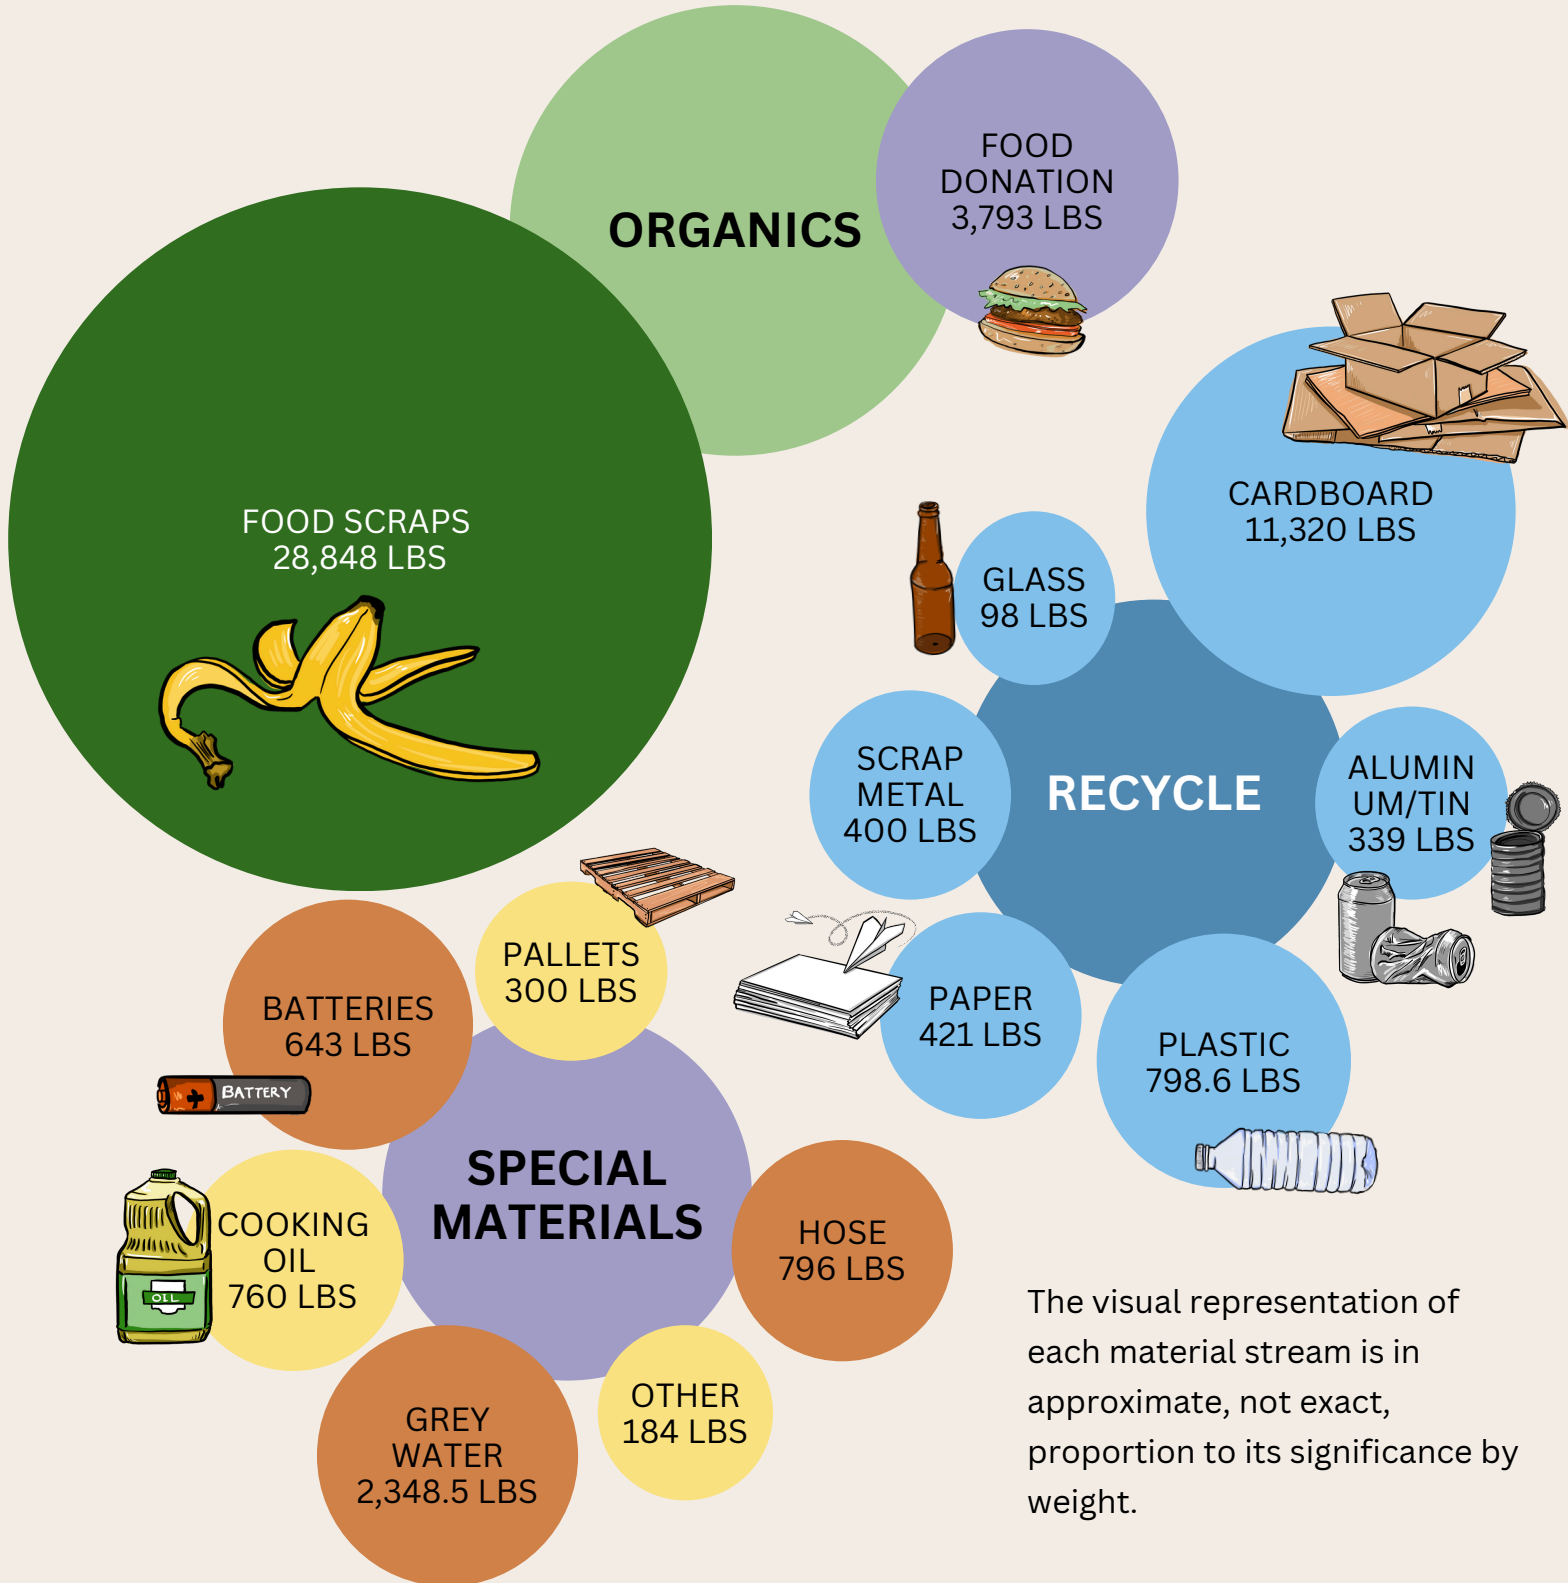 ORGANICS
FOOD
DONATION
3,793 LBS
FOOD SCRAPS
28,848 LBS
CARDBOARD
11,320 LBS
GLASS
98 LBS
SCRAP
METAL
400 LBS
RECYCLE
ALUMIN
UM/TIN
339 LBS
PAPER
421 LBS
PLASTIC
798.6 LBS
PALLETS
300 LBS
BATTERIES
643 LBS
BATTERY
SPECIAL
MATERIALS
COOKING
OIL
760 LBS
OIL
HOSE
796 LBS
GREY
WATER
2,348.5 LBS
OTHER
184 LBS
The visual representation of
each material stream is in
approximate, not exact,
proportion to its significance by
weight.